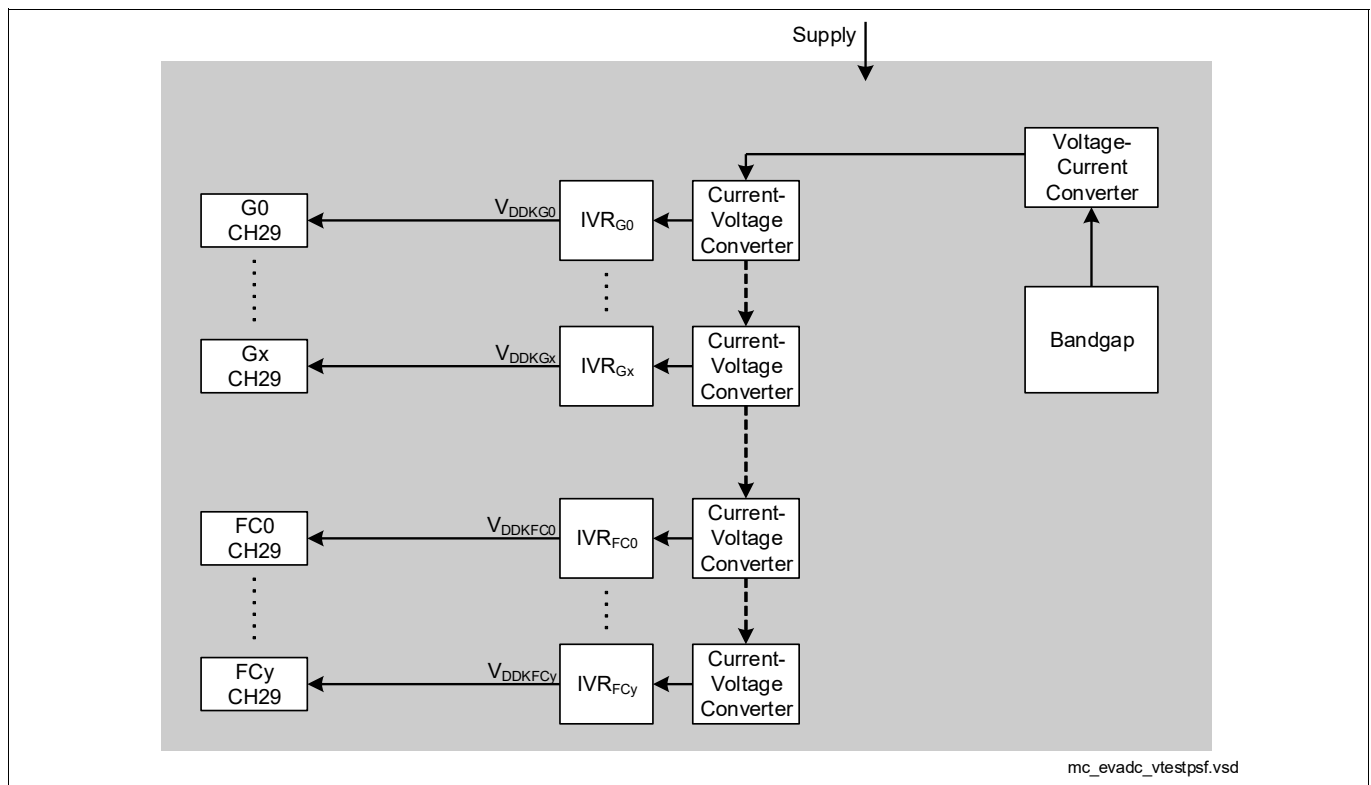 Supply
Voltage-
Current
Converter
G0
CH29
VDDKG0
IVRG0
Current-
Voltage
Converter
Gx
CH29
VDDKGx
IVRGx
Current-
Voltage
Converter
Bandgap
FC0
CH29
VDDKFC0
IVRFC0
Current-
Voltage
Converter
FCy
CH29
VDDKFCy
IVRFCy
Current-
Voltage
Converter
mc_evadc_vtestpsf.vsd